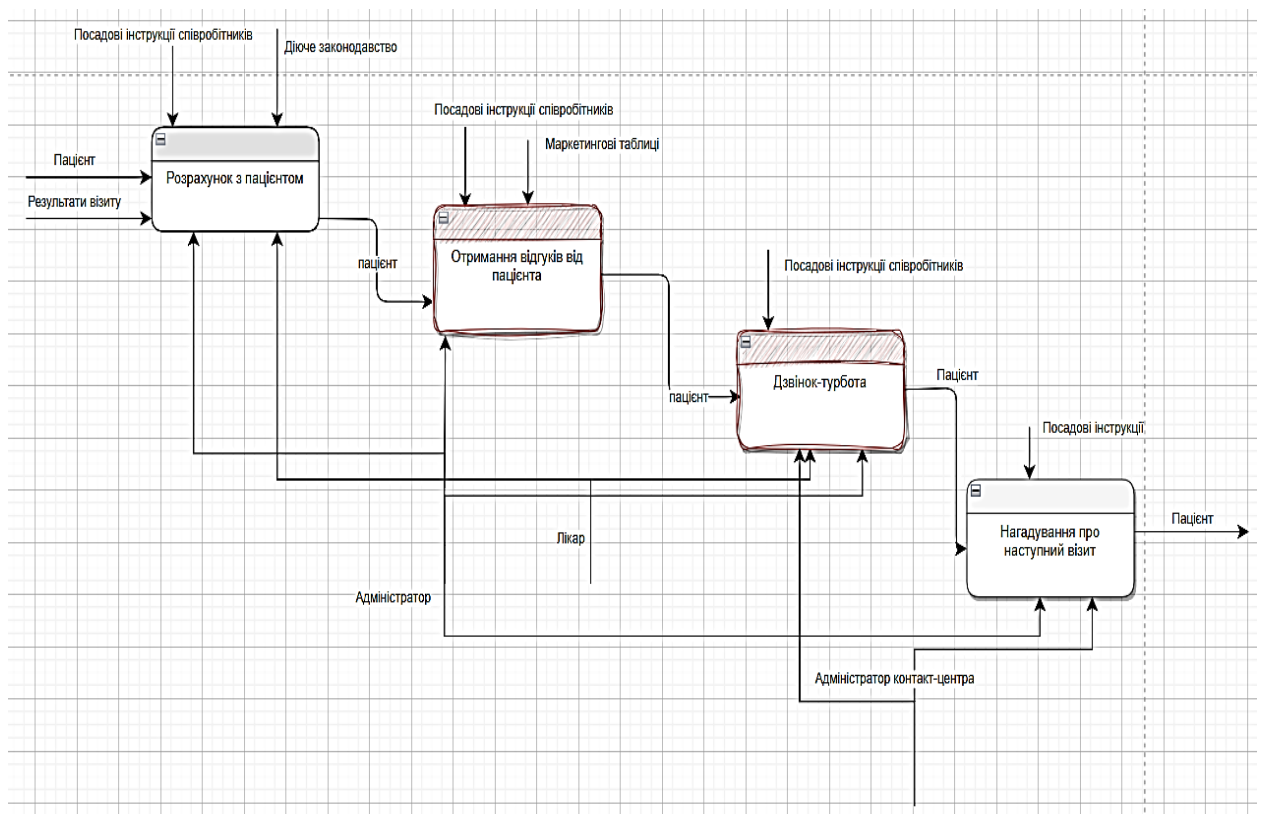 Посадові інструкції співробітників
Діюче законодавство
Посадові інструкції співробітників
Маркетингові таблиці
Пацієнт
Розрахунок з пацієнтом
Результати візиту
пацієнт
Отримання відгуків від
пацієнта
Посадові інструкції співробітників
Дзвінок-турбота
Пацієнт
пацієнт
Посадові інструкції
Пацієнт
Нагадування про
наступний візит
Лікар
Адміністратор
Адміністратор контакт-центра